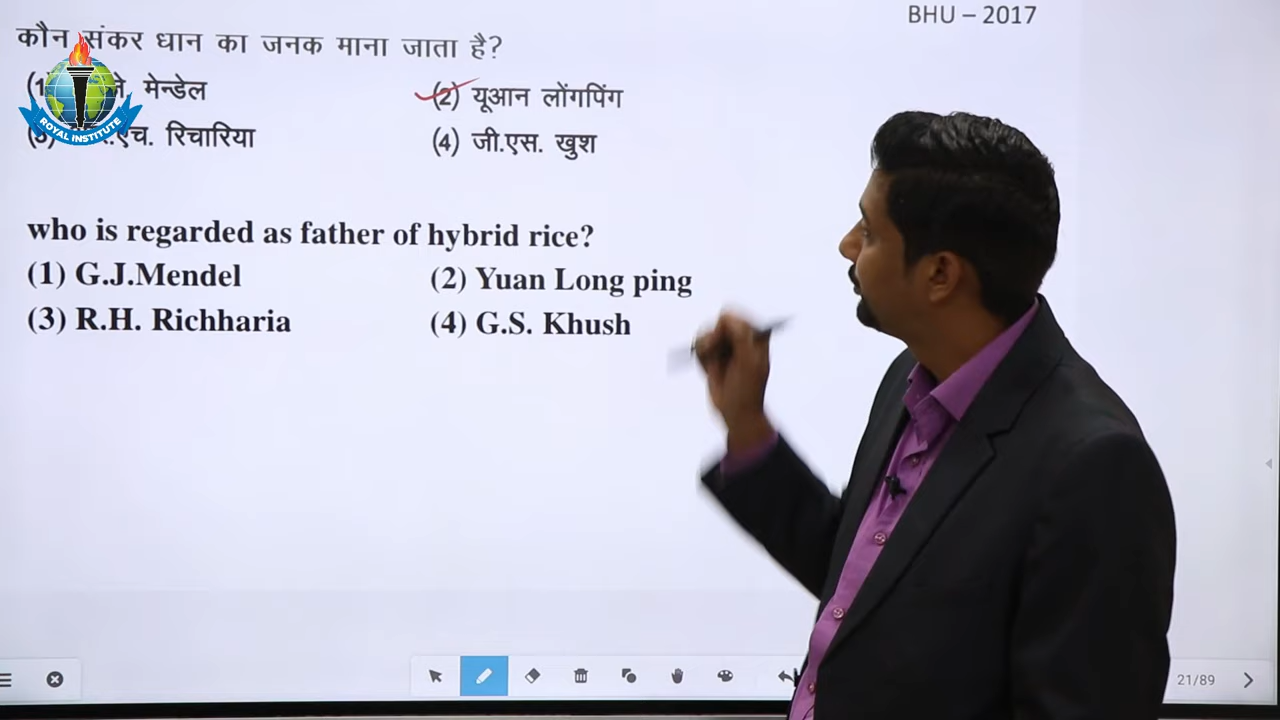 BHU – 2017
कौन संकर धान का जनक माना जाता है?
मेन्डेल (2) यूआन लोंगपिंग
एच. रिचारिया (4) जी.एस. खुश
ROYAL INSTITUTE
who is regarded as father of hybrid rice?
(1) G.J.Mendel (2) Yuan Long ping
(3) R.H. Richharia (4) G.S. Khush
21/89